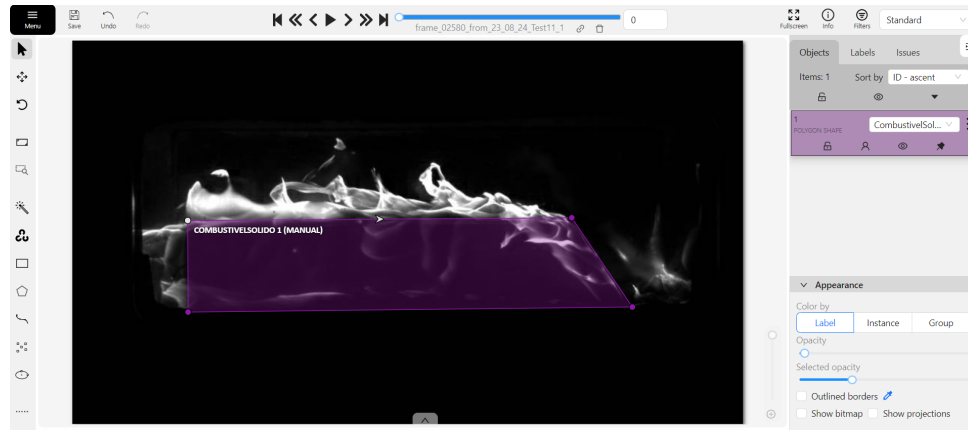 Menu
Save
Undo
Redo
0
frame_02580_from_23_08_24_Test11_1
Fullscreen
Info
Filters
Standard
Objects
Labels
Issues
Items: 1
Sort by
ID - ascent
1
POLYGON SHAPE
CombustivelSol...
COMBUSTIVELSOLIDO 1 (MANUAL)
Appearance
Color by
Label
Instance
Group
Opacity
Selected opacity
Outlined borders
Show bitmap
Show projections